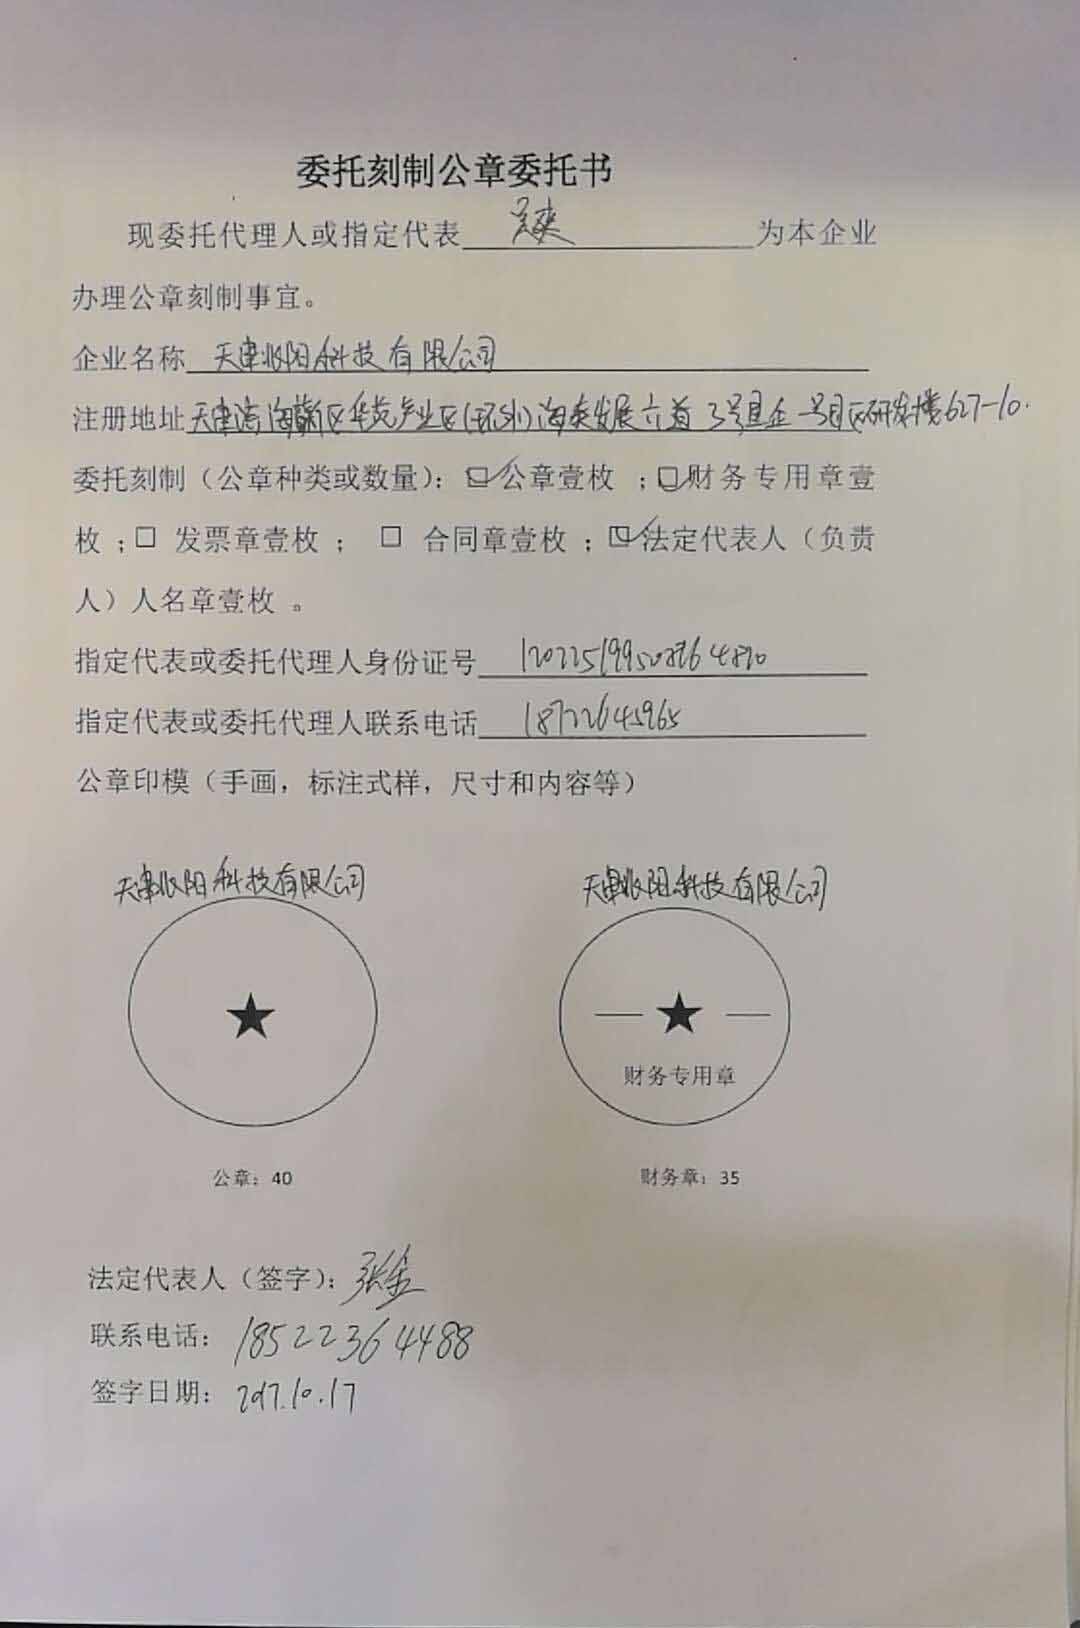 委托刻制公章委托书
现委托代理人或指定代表 吴爽 为本企业
办理公章刻制事宜。
企业名称 天津 阳科技有限公司
注册地址 天津滨海新区华苑产业区(环外)海泰发展六道3号星企一号园区研发楼627-10.
委托刻制(公章种类或数量):☑公章壹枚 ;☑财务专用章壹
枚 ;□ 发票章壹枚 ; □ 合同章壹枚 ;☑法定代表人(负责
人)人名章壹枚 。
指定代表或委托代理人身份证号
指定代表或委托代理人联系电话 18722645965
公章印模(手画,标注式样,尺寸和内容等)
天津 阳科技有限公司
天津 阳科技有限公司
财务专用章
公章:40
财务章:35
法定代表人(签字):张金
联系电话: 18522364488
签字日期: 2017.10.17